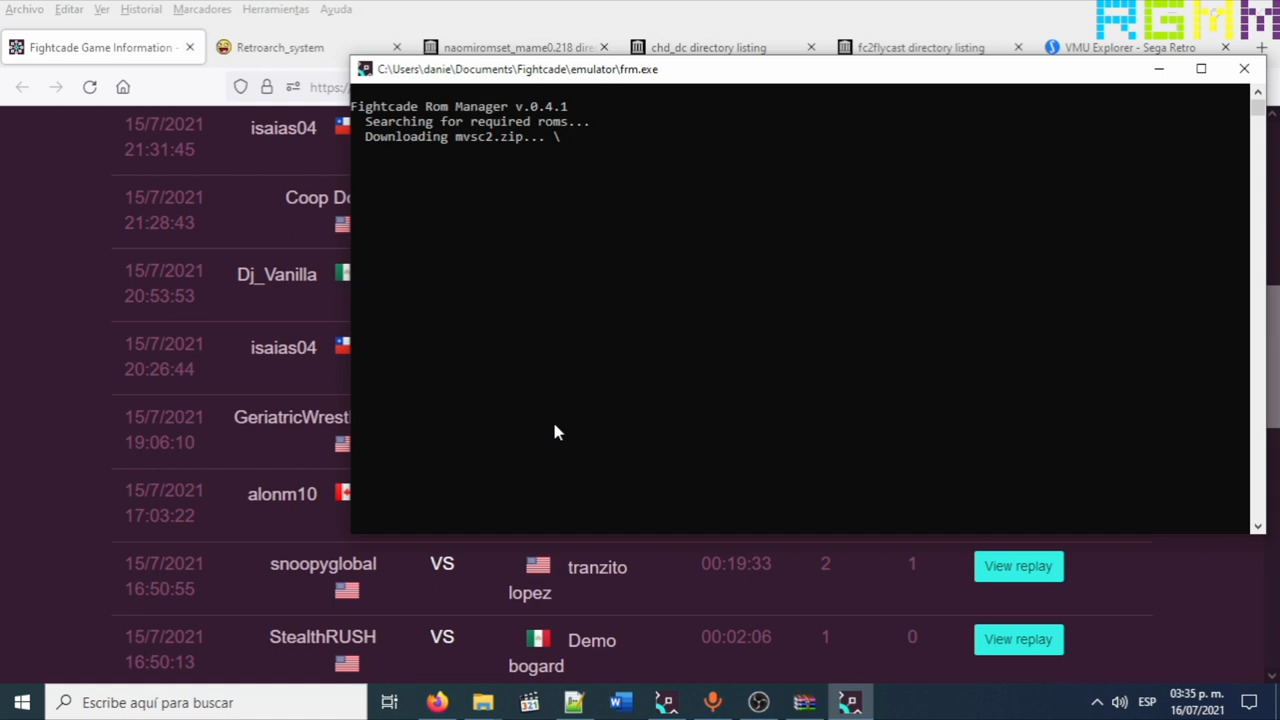 Archivo Editar Ver Historial Marcadores Herramientas Ayuda
RGMM
Fightcade Game Information -
Retroarch_system
naomiromset_mame0.218 dire
chd_dc directory listing
fc2flycast directory listing
VMU Explorer - Sega Retro
https:/
C:\Users\danie\Documents\Fightcade\emulator\frm.exe
Fightcade Rom Manager v.0.4.1
Searching for required roms...
Downloading mvsc2.zip... \
15/7/2021
21:31:45
isaias04
15/7/2021
21:28:43
Coop Do
15/7/2021
20:53:53
Dj_Vanilla
15/7/2021
20:26:44
isaias04
15/7/2021
19:06:10
GeriatricWrestl
15/7/2021
17:03:22
alonm10
15/7/2021
16:50:55
snoopyglobal
VS
tranzito
lopez
00:19:33
2
1
View replay
15/7/2021
16:50:13
StealthRUSH
VS
Demo
bogard
00:02:06
1
0
View replay
Escribe aquí para buscar
ESP
03:35 p. m.
16/07/2021